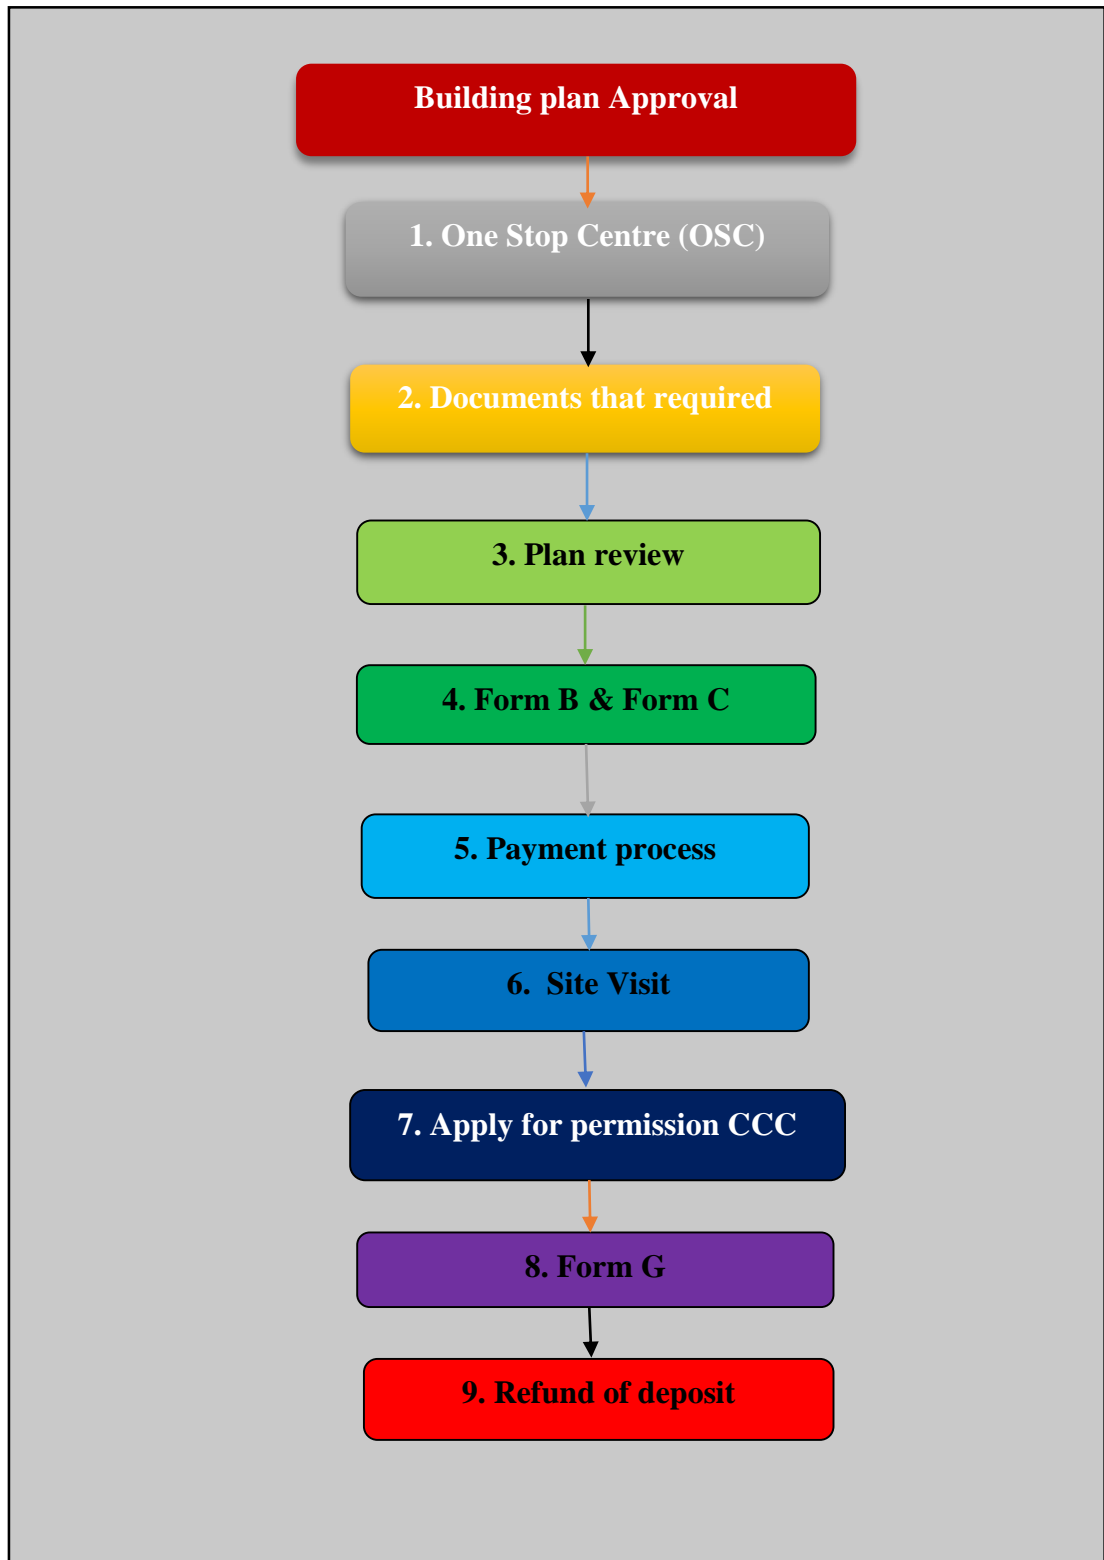 Building plan Approval
1. One Stop Centre (OSC)
2. Documents that required
3. Plan review
4. Form B & Form C
5. Payment process
6. Site Visit
7. Apply for permission CCC
8. Form G
9. Refund of deposit